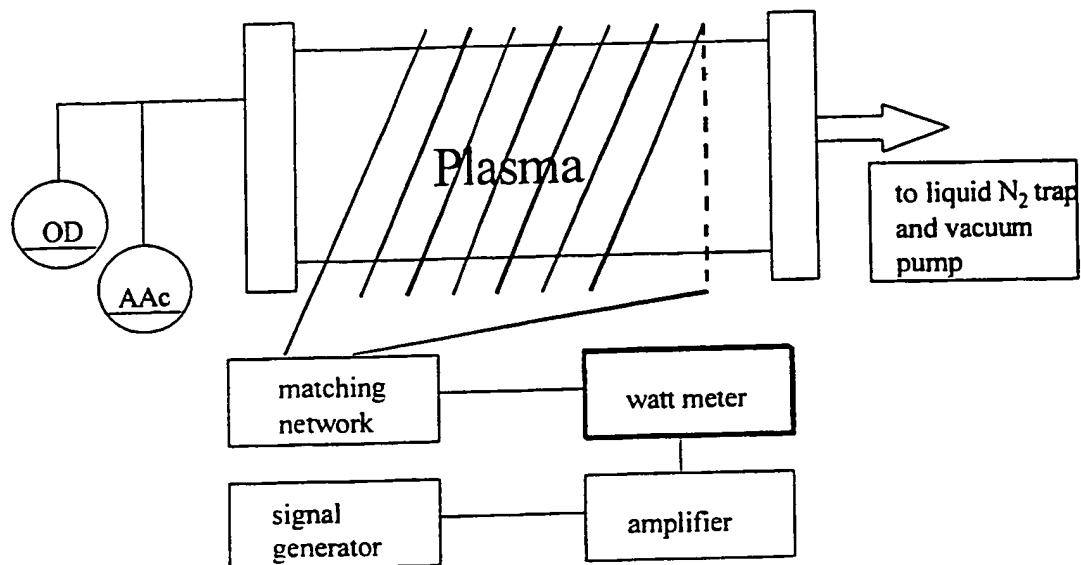 Plasma
OD
AAc
to liquid N₂ trap
and vacuum
pump
matching
network
watt meter
signal
generator
amplifier